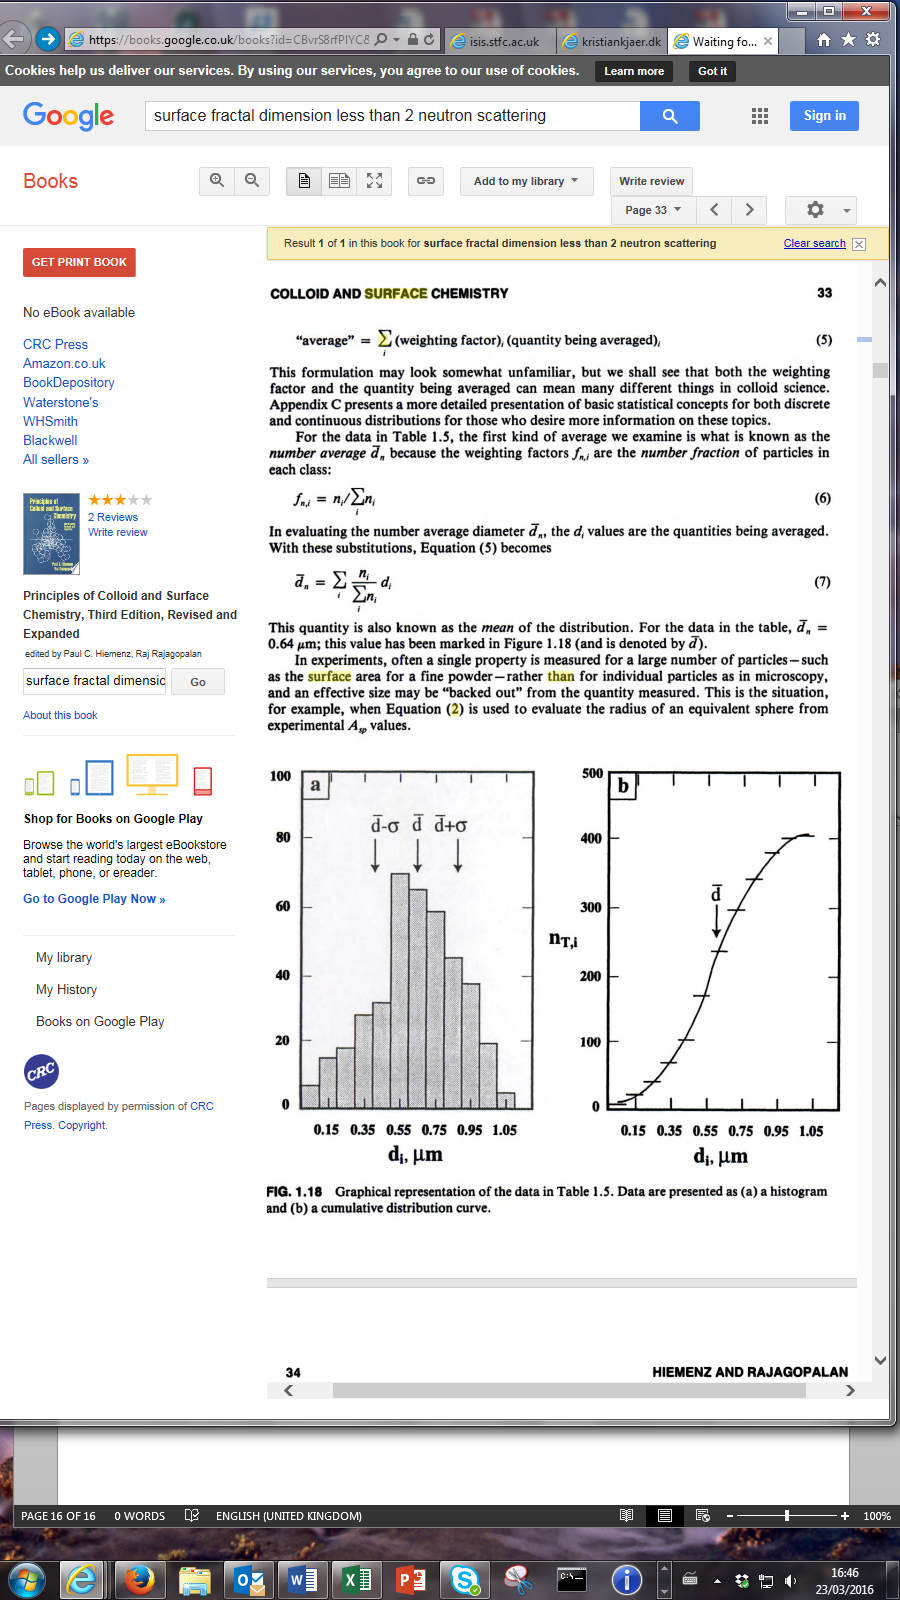 https://books.google.co.uk/books?id=CBvrS8rfPIYC8
isis.stfc.ac.uk
kristiankjaer.dk
Waiting fo...
Cookies help us deliver our services. By using our services, you agree to our use of cookies.
Learn more
Got it
Google
surface fractal dimension less than 2 neutron scattering
Sign in
Books
Add to my library
Write review
Page 33
Result 1 of 1 in this book for surface fractal dimension less than 2 neutron scattering
Clear search
GET PRINT BOOK
No eBook available
CRC Press
Amazon.co.uk
BookDepository
Waterstone's
WHSmith
Blackwell
All sellers »
Principles of
Colloid and Surface
Chemistry
2 Reviews
Write review
Principles of Colloid and Surface
Chemistry, Third Edition, Revised and
Expanded
edited by Paul C. Hiemenz, Raj Rajagopalan
surface fractal dimensic
Go
About this book
Shop for Books on Google Play
Browse the world's largest eBookstore
and start reading today on the web,
tablet, phone, or ereader.
Go to Google Play Now »
My library
My History
Books on Google Play
CRC
Pages displayed by permission of CRC
Press. Copyright.
COLLOID AND SURFACE CHEMISTRY 33
“average” = ∑i (weighting factor)i (quantity being averaged)i (5)
This formulation may look somewhat unfamiliar, but we shall see that both the weighting
factor and the quantity being averaged can mean many different things in colloid science.
Appendix C presents a more detailed presentation of basic statistical concepts for both discrete
and continuous distributions for those who desire more information on these topics.
For the data in Table 1.5, the first kind of average we examine is what is known as the
number average d̄n because the weighting factors fn,i are the number fraction of particles in
each class:
fn,i = ni/∑i ni (6)
In evaluating the number average diameter d̄n, the di values are the quantities being averaged.
With these substitutions, Equation (5) becomes
d̄n = ∑i ni/∑i ni di (7)
This quantity is also known as the mean of the distribution. For the data in the table, d̄n =
0.64 μm; this value has been marked in Figure 1.18 (and is denoted by d̄).
In experiments, often a single property is measured for a large number of particles—such
as the surface area for a fine powder—rather than for individual particles as in microscopy,
and an effective size may be “backed out” from the quantity measured. This is the situation,
for example, when Equation (2) is used to evaluate the radius of an equivalent sphere from
experimental Asp values.
a
d̄-σ d̄ d̄+σ
100
80
60
40
20
0
0.15 0.35 0.55 0.75 0.95 1.05
di, μm
b
d̄
nT,i
500
400
300
200
100
0
0.15 0.35 0.55 0.75 0.95 1.05
di, μm
FIG. 1.18 Graphical representation of the data in Table 1.5. Data are presented as (a) a histogram
and (b) a cumulative distribution curve.
34 HIEMENZ AND RAJAGOPALAN
PAGE 16 OF 16 0 WORDS ENGLISH (UNITED KINGDOM) 100%
16:46
23/03/2016